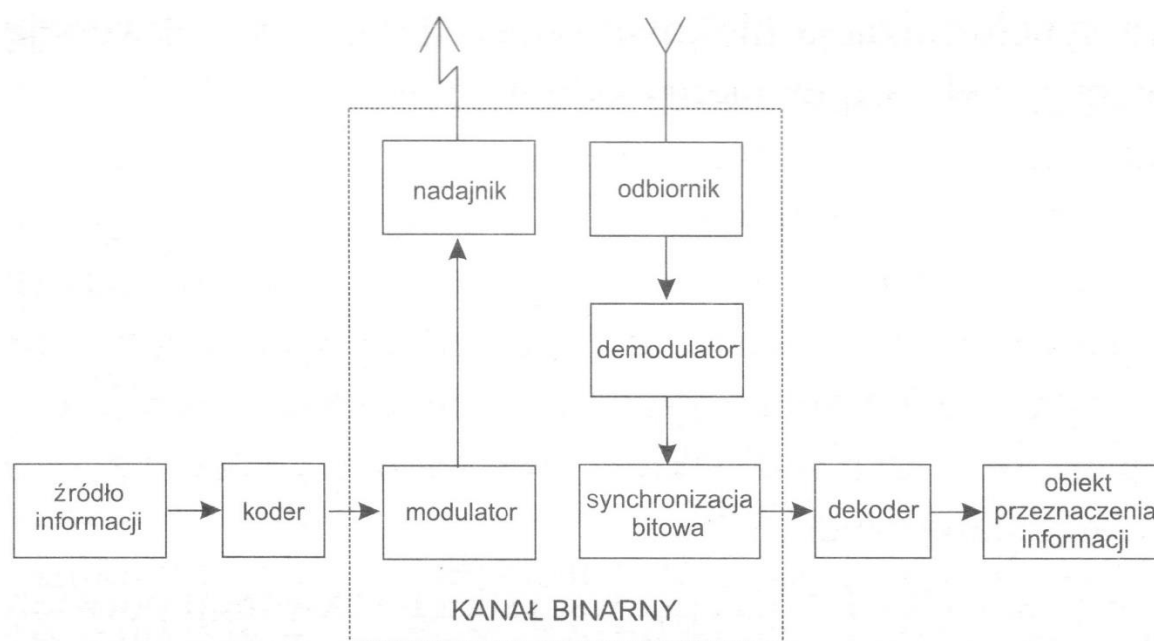 nadajnik
odbiornik
demodulator
źródło
informacji
koder
modulator
synchronizacja
bitowa
dekoder
obiekt
przeznaczenia
informacji
KANAŁ BINARNY